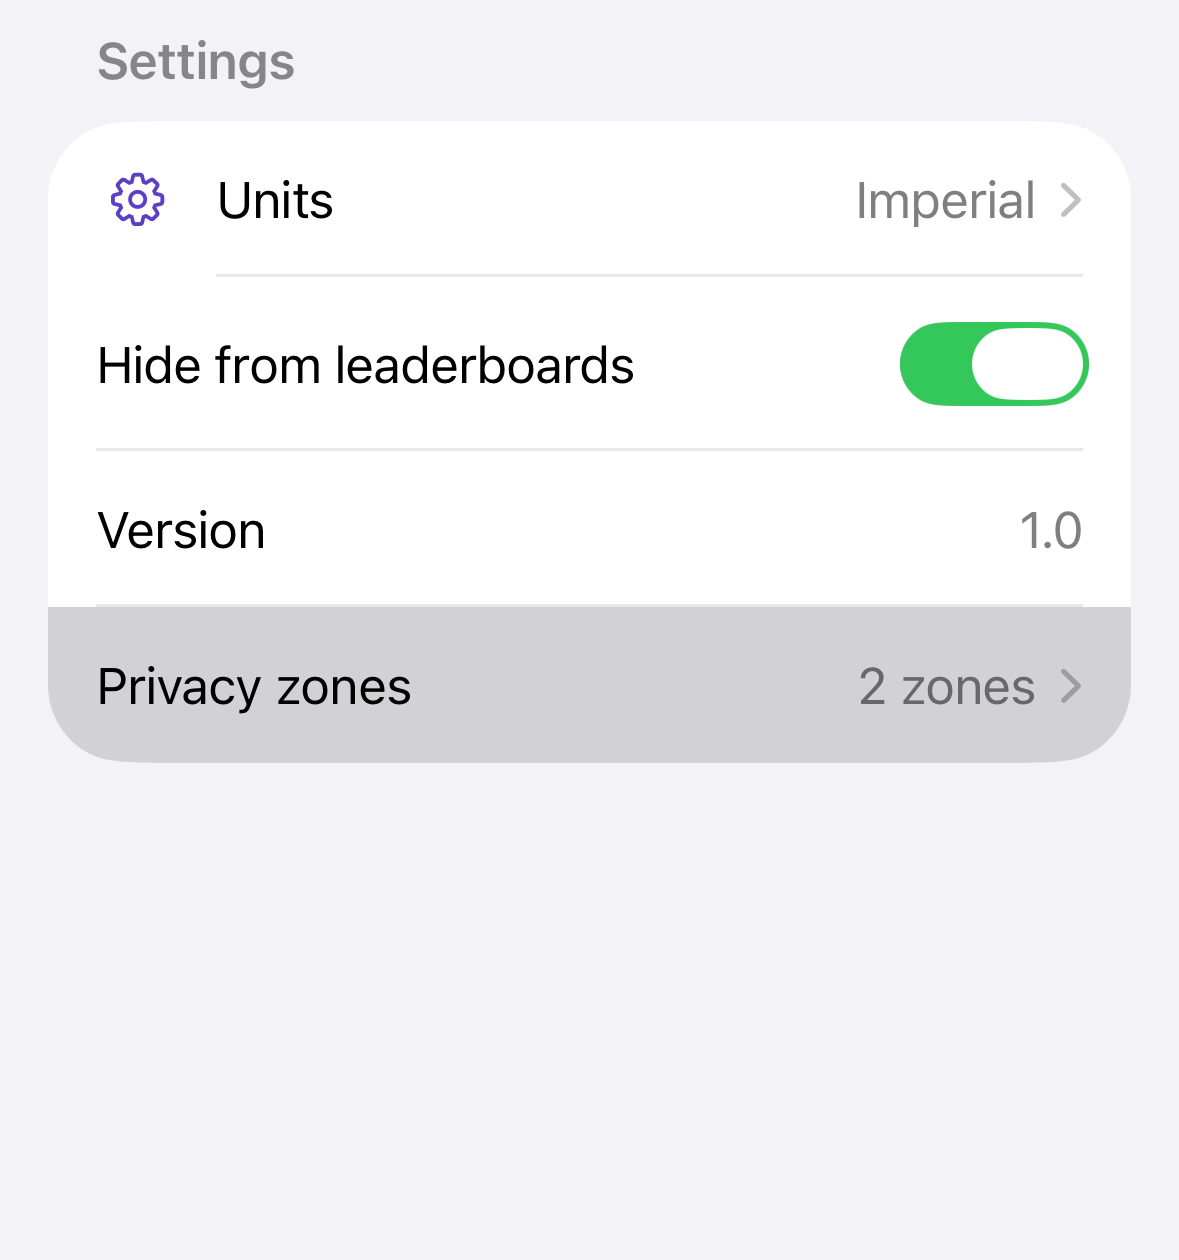 Settings
Units Imperial
Hide from leaderboards
Version 1.0
Privacy zones 2 zones